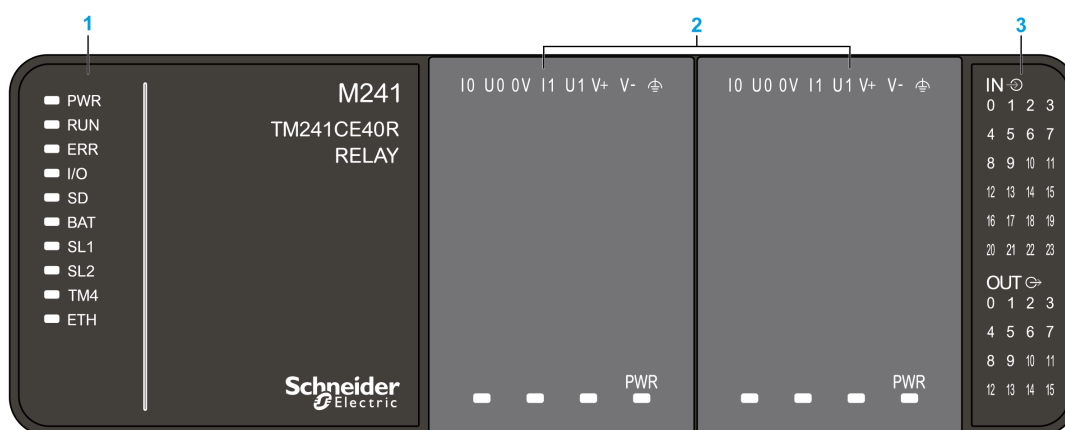 1
2
3
PWR
RUN
ERR
I/O
SD
BAT
SL1
SL2
TM4
ETH
M241
TM241CE40R
RELAY
Schneider
Electric
I0 U0 0V I1 U1 V+ V-
PWR
I0 U0 0V I1 U1 V+ V-
PWR
IN
0 1 2 3
4 5 6 7
8 9 10 11
12 13 14 15
16 17 18 19
20 21 22 23
OUT
0 1 2 3
4 5 6 7
8 9 10 11
12 13 14 15